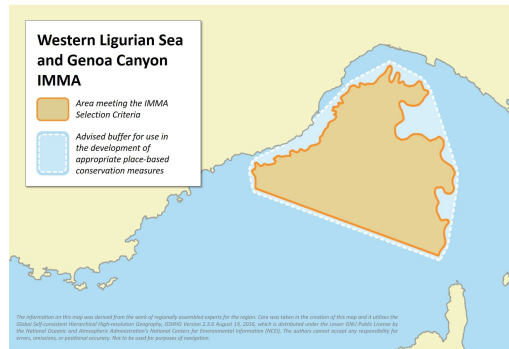 Western Ligurian Sea
and Genoa Canyon
IMMA
Area meeting the IMMA
Selection Criteria
Advised buffer for use in
the development of
appropriate place-based
conservation measures
The information on this map was derived from the work of regionally assembled experts for the region. Care was taken in the creation of this map and it utilises the
Global Self-consistent Hierarchical High-resolution Geography, GSHHG Version 2.3.6 August 19, 2016, which is distributed under the Lesser GNU Public License by
the National Oceanic and Atmospheric Administration's National Centers for Environmental Information (NCEI). The authors cannot accept any responsibility for
errors, omissions, or positional accuracy. Not to be used for purposes of navigation.